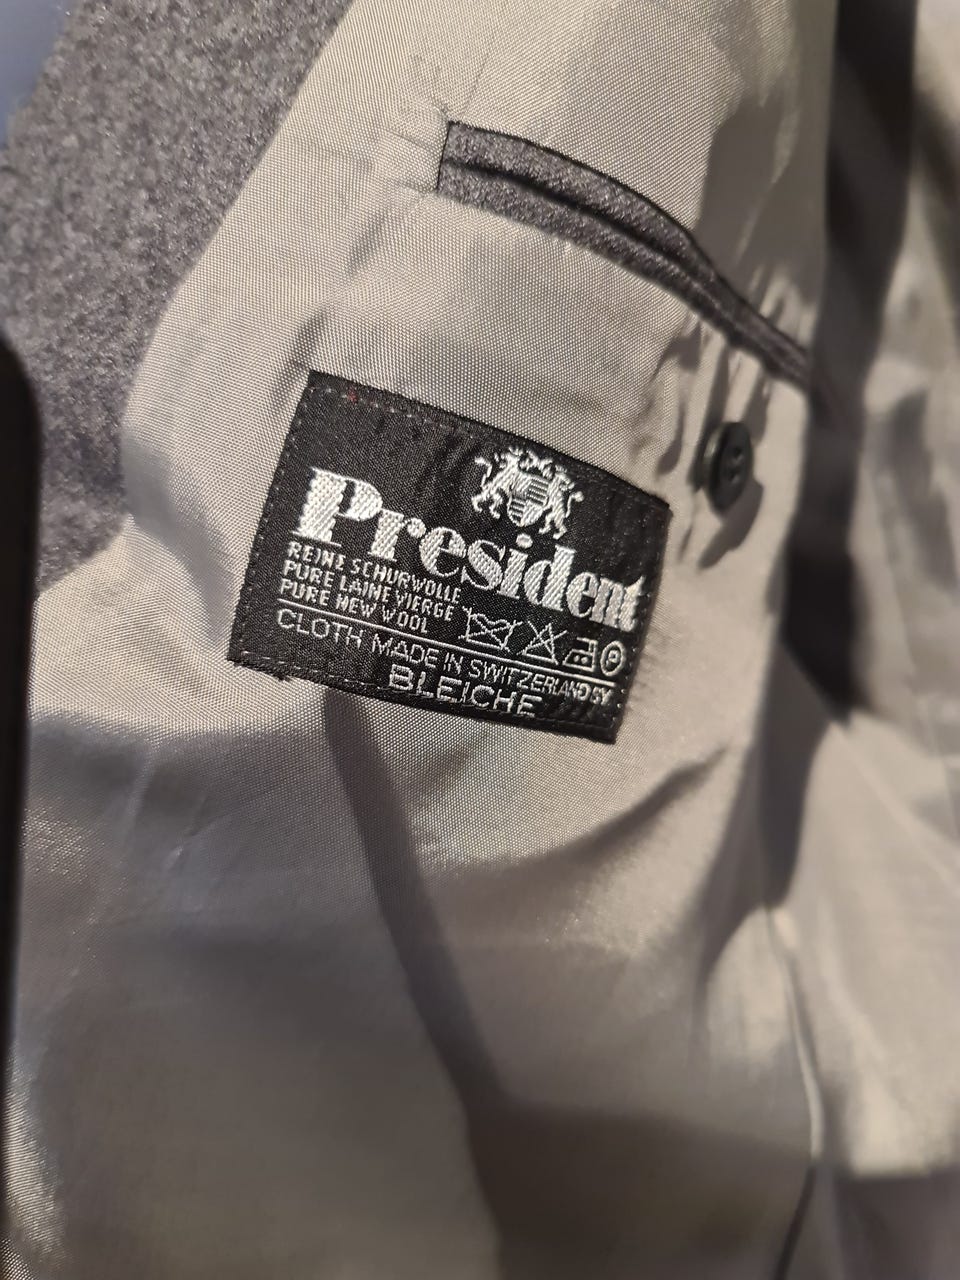 President
REINE SCHURWOLLE
PURE LAINE VIERGE
PURE NEW WOOL
P
CLOTH MADE IN SWITZERLAND BY
BLEICHE